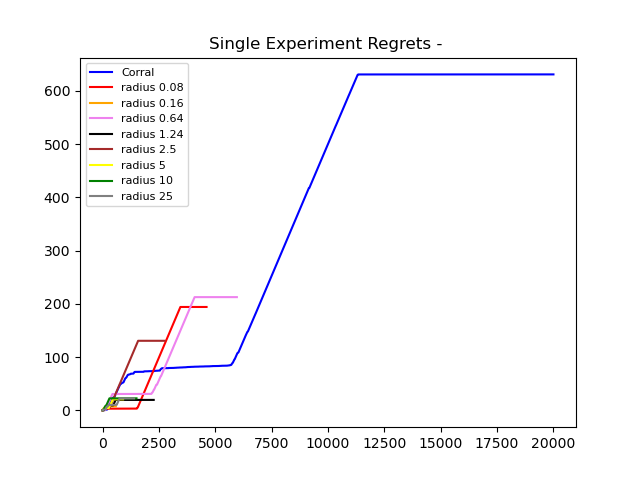 Single Experiment Regrets -
Corral
radius 0.08
radius 0.16
radius 0.64
radius 1.24
radius 2.5
radius 5
radius 10
radius 25
600
500
400
300
200
100
0
0 2500 5000 7500 10000 12500 15000 17500 20000